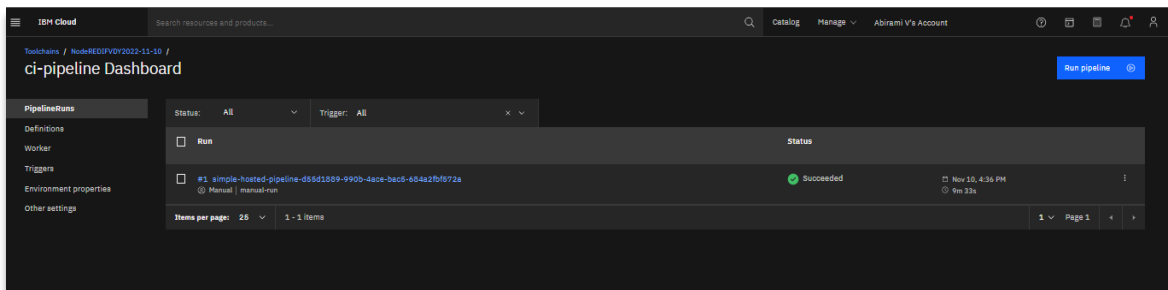 IBM Cloud Search resources and products... Catalog Manage Abirami V's Account
Toolchains / NodeREDIFVDY2022-11-10 /
ci-pipeline Dashboard
Run pipeline
PipelineRuns
Definitions
Worker
Triggers
Environment properties
Other settings
Status: All Trigger: All
Run Status
#1 simple-hosted-pipeline-d55d1889-990b-4ace-bac5-684a2fbf572a Succeeded Nov 10, 4:36 PM
Manual | manual-run 9m 33s
Items per page: 25 1 - 1 items 1 Page 1